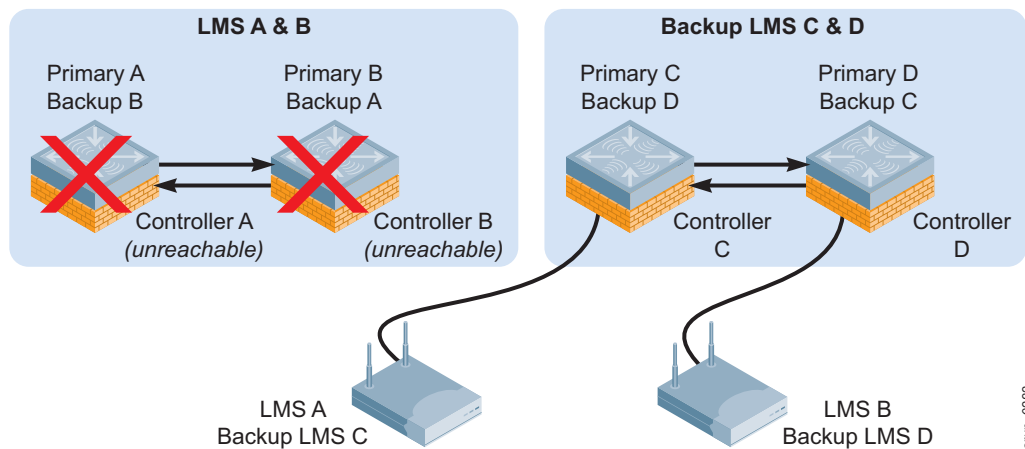 LMS A & B
Backup LMS C & D
Primary A
Backup B
Primary B
Backup A
Primary C
Backup D
Primary D
Backup C
Controller A
(unreachable)
Controller B
(unreachable)
Controller
C
Controller
D
LMS A
Backup LMS C
LMS B
Backup LMS D